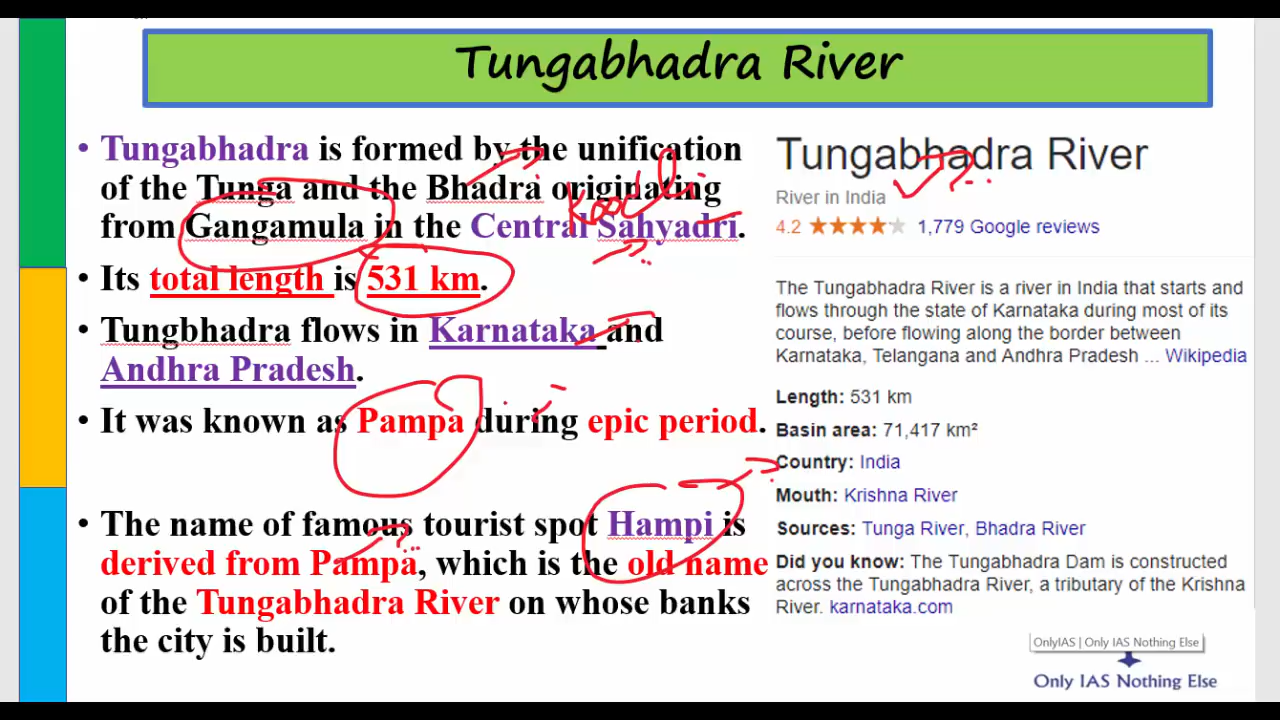 Tungabhadra River
• Tungabhadra is formed by the unification
of the Tunga and the Bhadra originating
from Gangamula in the Central Sahyadri.
Koodli
• Its total length is 531 km.
• Tungbhadra flows in Karnataka and
Andhra Pradesh.
• It was known as Pampa during epic period.
• The name of famous tourist spot Hampi is
derived from Pampa, which is the old name
of the Tungabhadra River on whose banks
the city is built.
Tungabhadra River
River in India
4.2 ★★★★★ 1,779 Google reviews
The Tungabhadra River is a river in India that starts and
flows through the state of Karnataka during most of its
course, before flowing along the border between
Karnataka, Telangana and Andhra Pradesh ... Wikipedia
Length: 531 km
Basin area: 71,417 km²
Country: India
Mouth: Krishna River
Sources: Tunga River, Bhadra River
Did you know: The Tungabhadra Dam is constructed
across the Tungabhadra River, a tributary of the Krishna
River. karnataka.com
OnlyIAS | Only IAS Nothing Else
Only IAS Nothing Else